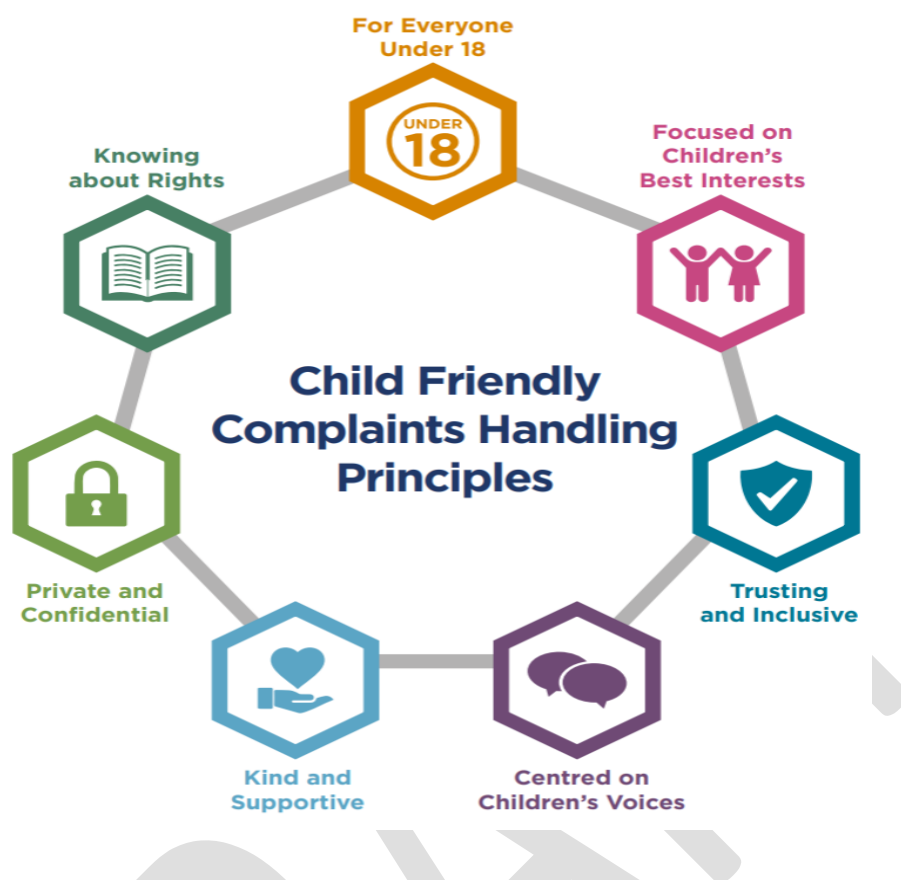 For Everyone
Under 18
UNDER
18
Focused on
Children's
Best Interests
Knowing
about Rights
Child Friendly
Complaints Handling
Principles
Trusting
and Inclusive
Private and
Confidential
Centred on
Children's Voices
Kind and
Supportive